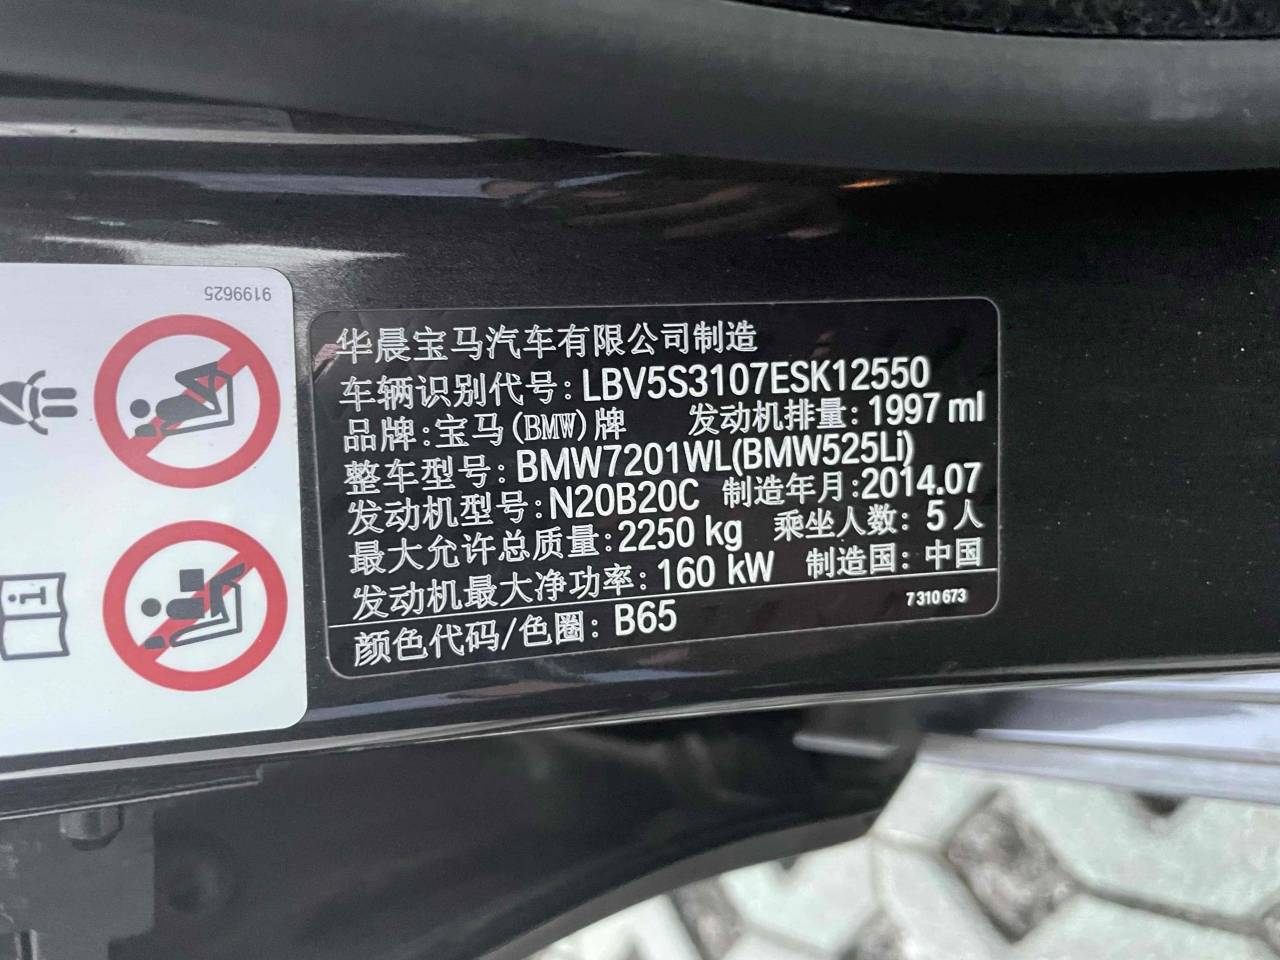 9199625
华晨宝马汽车有限公司制造
车辆识别代号: LBV5S3107ESK12550
品牌:宝马(BMW)牌 发动机排量: 1997 ml
整车型号: BMW7201WL(BMW525Li)
发动机型号: N20B20C 制造年月:2014.07
最大允许总质量: 2250 kg 乘坐人数: 5人
发动机最大净功率: 160 kW 制造国: 中国
7 310 673
颜色代码/色圈: B65